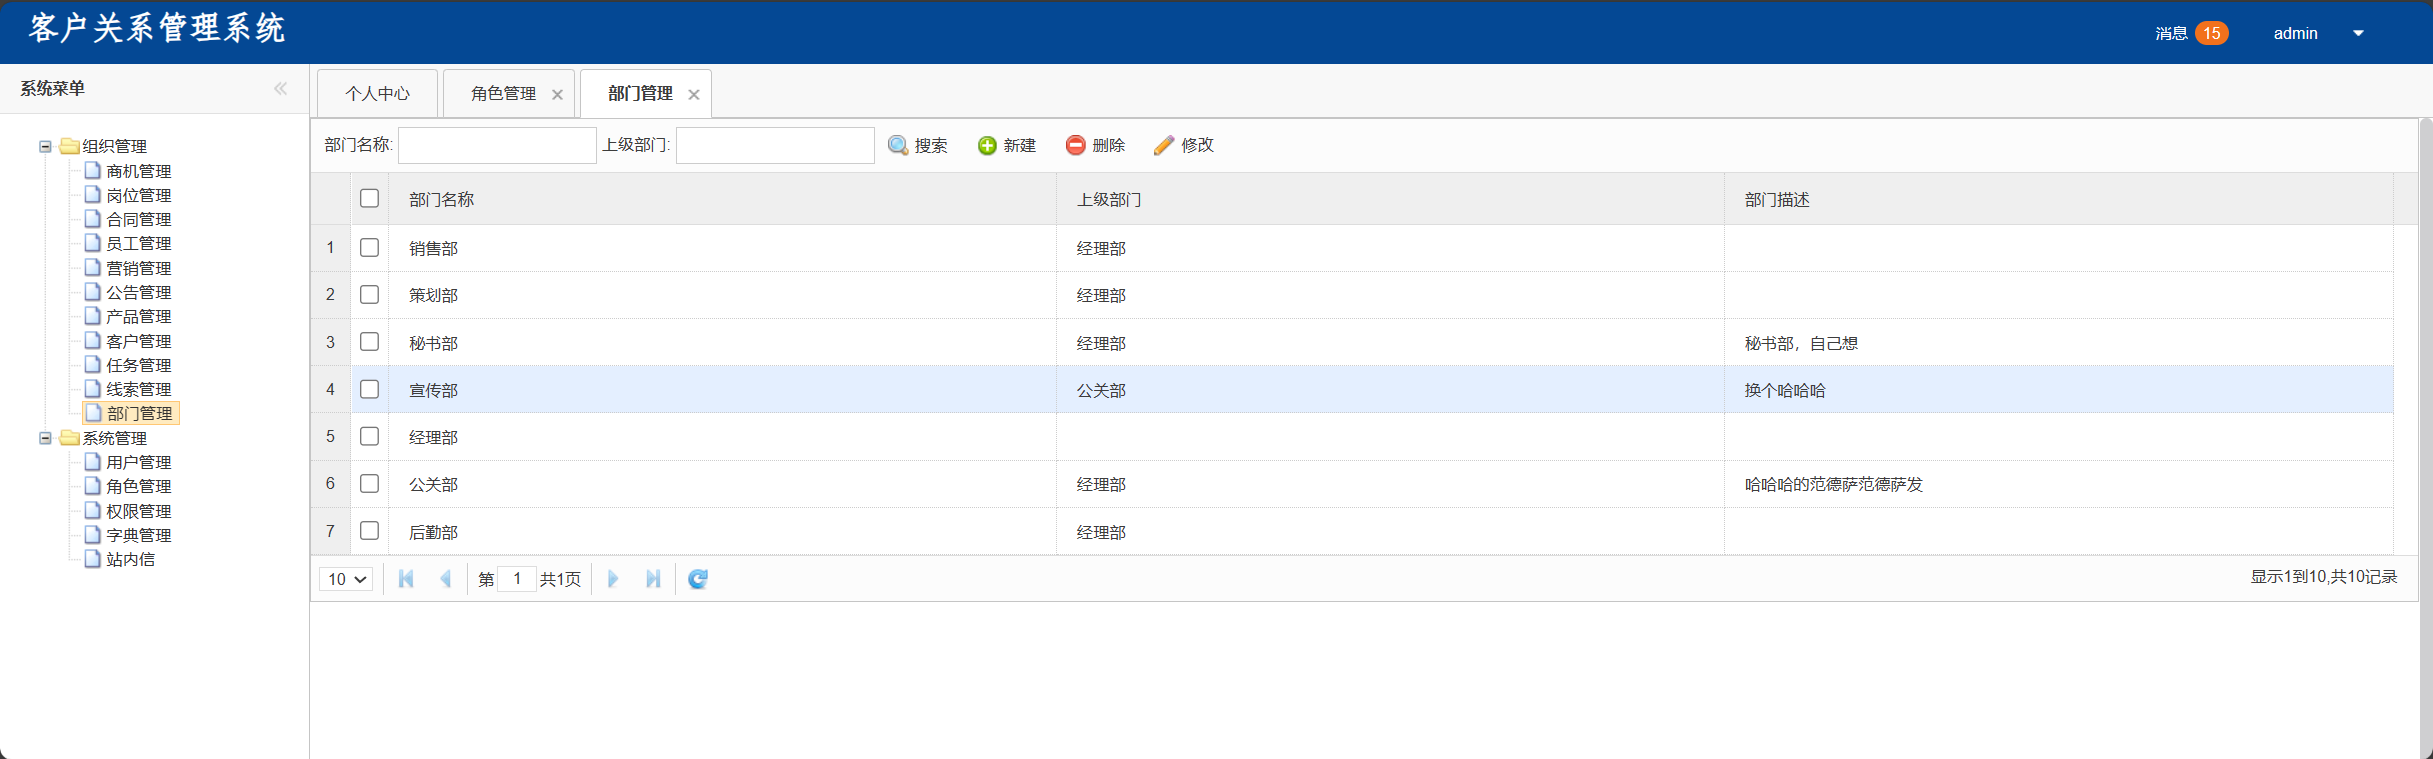 客户关系管理系统
消息 15 admin
系统菜单
个人中心 角色管理 部门管理
组织管理
商机管理
岗位管理
合同管理
员工管理
营销管理
公告管理
产品管理
客户管理
任务管理
线索管理
部门管理
系统管理
用户管理
角色管理
权限管理
字典管理
站内信
部门名称: 上级部门: 搜索 新建 删除 修改
部门名称 上级部门 部门描述
1 销售部 经理部
2 策划部 经理部
3 秘书部 经理部 秘书部，自己想
4 宣传部 公关部 换个哈哈哈
5 经理部
6 公关部 经理部 哈哈哈的范德萨范德萨发
7 后勤部 经理部
10 第 1 共1页 显示1到10,共10记录